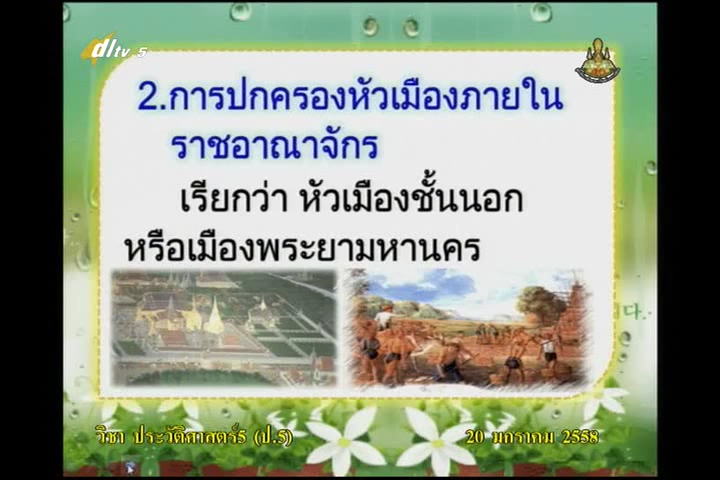 dltv 5
2.การปกครองหัวเมืองภายใน
ราชอาณาจักร
เรียกว่า หัวเมืองชั้นนอก
หรือเมืองพระยามหานคร
วิชา ประวัติศาสตร์5 (ป.5)
20 มกราคม 2558